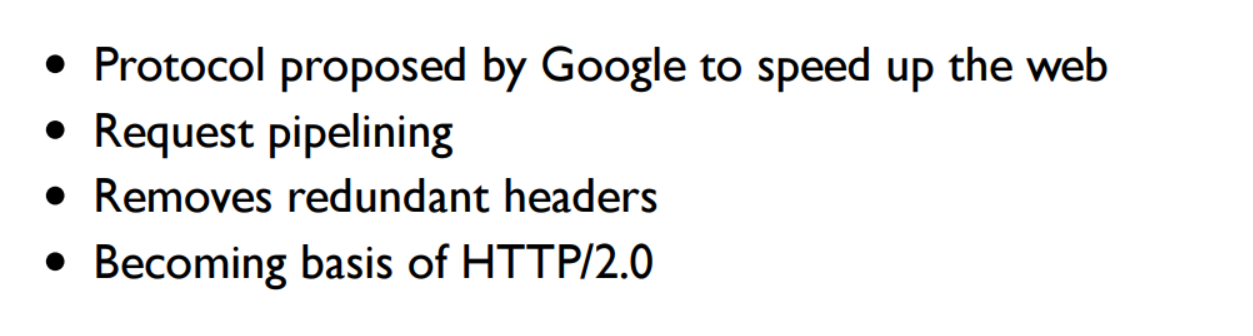 • Protocol proposed by Google to speed up the web
• Request pipelining
• Removes redundant headers
• Becoming basis of HTTP/2.0